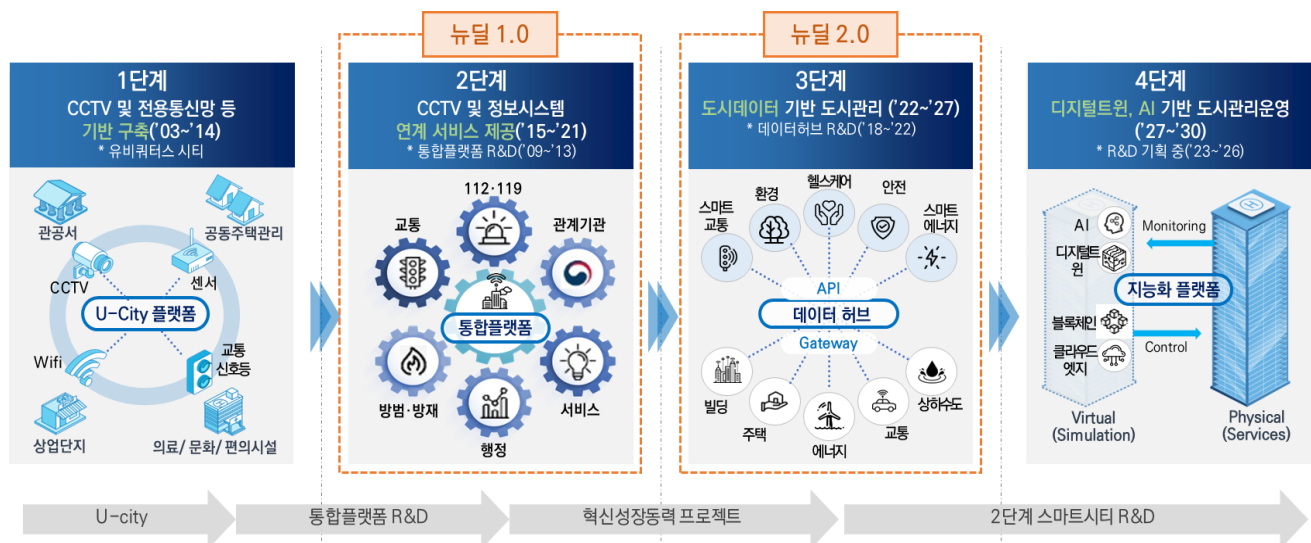 뉴딜 1.0
뉴딜 2.0
1단계
CCTV 및 전용통신망 등
기반 구축('03~'14)
* 유비쿼터스 시티
관공서
공동주택관리
CCTV
센서
U-City 플랫폼
Wifi
교통
신호등
상업단지
의료/ 문화/ 편의시설
2단계
CCTV 및 정보시스템
연계 서비스 제공('15~'21)
* 통합플랫폼 R&D('09~'13)
112·119
교통
관계기관
통합플랫폼
방범·방재
서비스
행정
3단계
도시데이터 기반 도시관리 ('22~'27)
* 데이터허브 R&D('18~'22)
스마트
교통
환경
헬스케어
안전
스마트
에너지
API
데이터 허브
Gateway
빌딩
주택
에너지
교통
상하수도
4단계
디지털트윈, AI 기반 도시관리운영
('27~'30)
* R&D 기획 중('23~'26)
AI
Monitoring
디지털트
윈
지능화 플랫폼
블록체인
클라우드
엣지
Control
Virtual
(Simulation)
Physical
(Services)
U-city
통합플랫폼 R&D
혁신성장동력 프로젝트
2단계 스마트시티 R&D